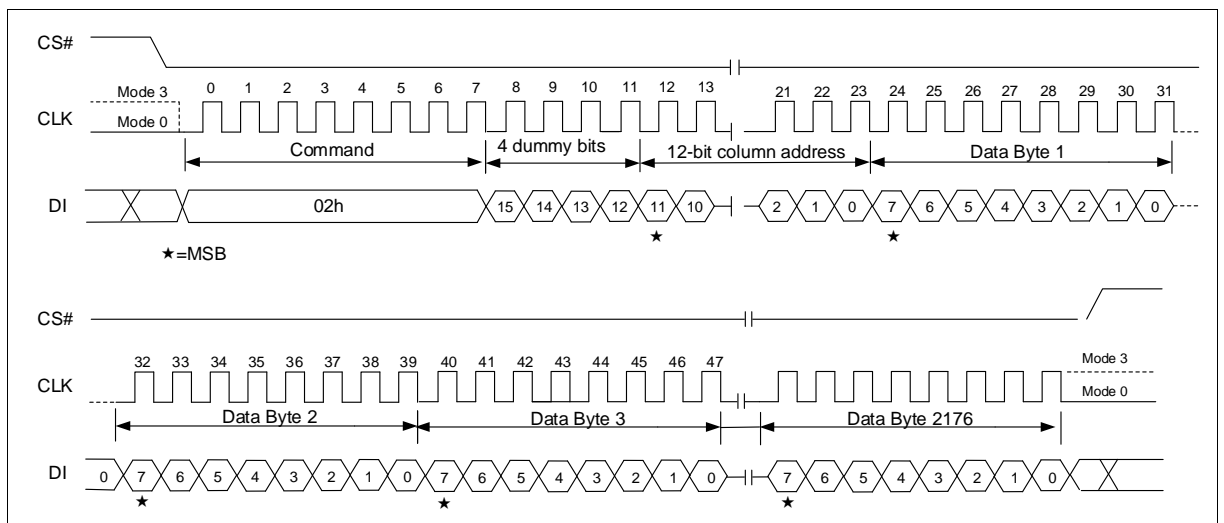 CS#
Mode 3
0 1 2 3 4 5 6 7 8 9 10 11 12 13 21 22 23 24 25 26 27 28 29 30 31
CLK
Mode 0
Command 4 dummy bits 12-bit column address Data Byte 1
DI 02h 15 14 13 12 11 10 2 1 0 7 6 5 4 3 2 1 0
★ ★
★=MSB
CS#
32 33 34 35 36 37 38 39 40 41 42 43 44 45 46 47 Mode 3
CLK Mode 0
Data Byte 2 Data Byte 3 Data Byte 2176
DI 0 7 6 5 4 3 2 1 0 7 6 5 4 3 2 1 0 7 6 5 4 3 2 1 0
★ ★ ★